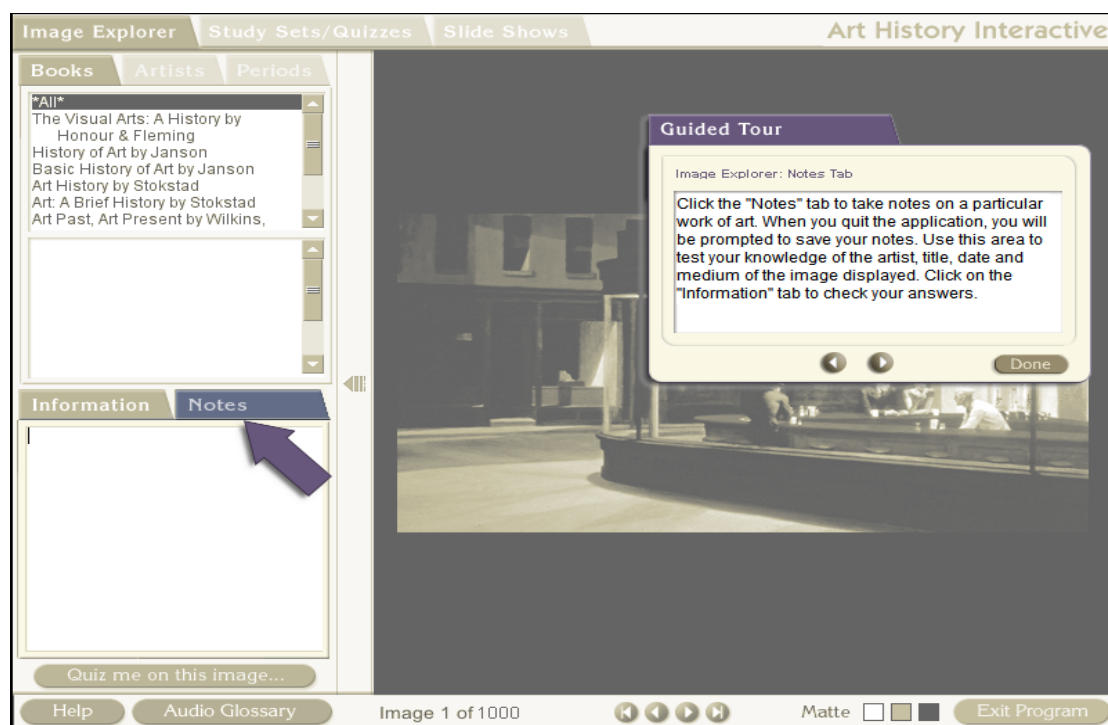 Image Explorer
Study Sets/Quizzes
Slide Shows
Art History Interactive
Books
Artists
Periods
*All*
The Visual Arts: A History by
Honour & Fleming
History of Art by Janson
Basic History of Art by Janson
Art History by Stokstad
Art: A Brief History by Stokstad
Art Past, Art Present by Wilkins,
Information
Notes
Quiz me on this image...
Guided Tour
Image Explorer: Notes Tab
Click the "Notes" tab to take notes on a particular
work of art. When you quit the application, you will
be prompted to save your notes. Use this area to
test your knowledge of the artist, title, date and
medium of the image displayed. Click on the
"Information" tab to check your answers.
Done
Help
Audio Glossary
Image 1 of 1000
Matte
Exit Program